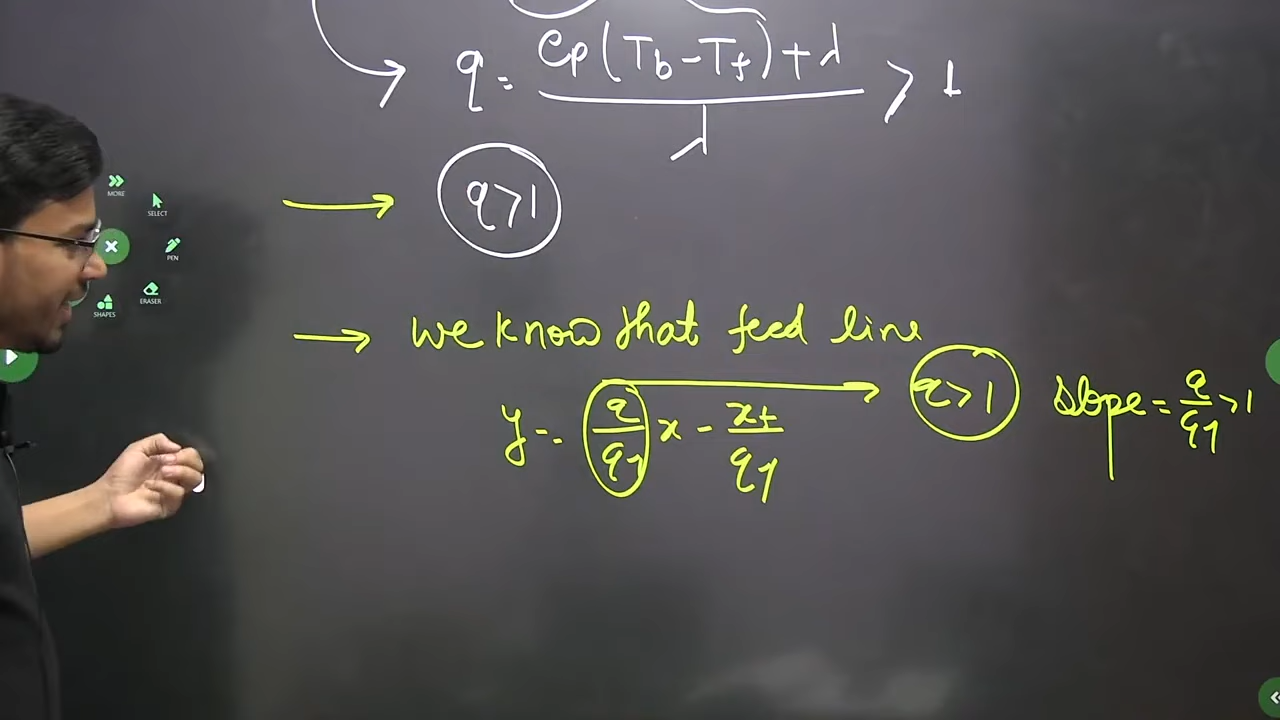 q = Cp(Tb-Tf)+λ / λ > 1
MORE
SELECT
q>1
PEN
ERASER
SHAPES
→ we know that feed line
y = q/q-1 x - xf/q-1
q>1
slope = q/q-1 >1